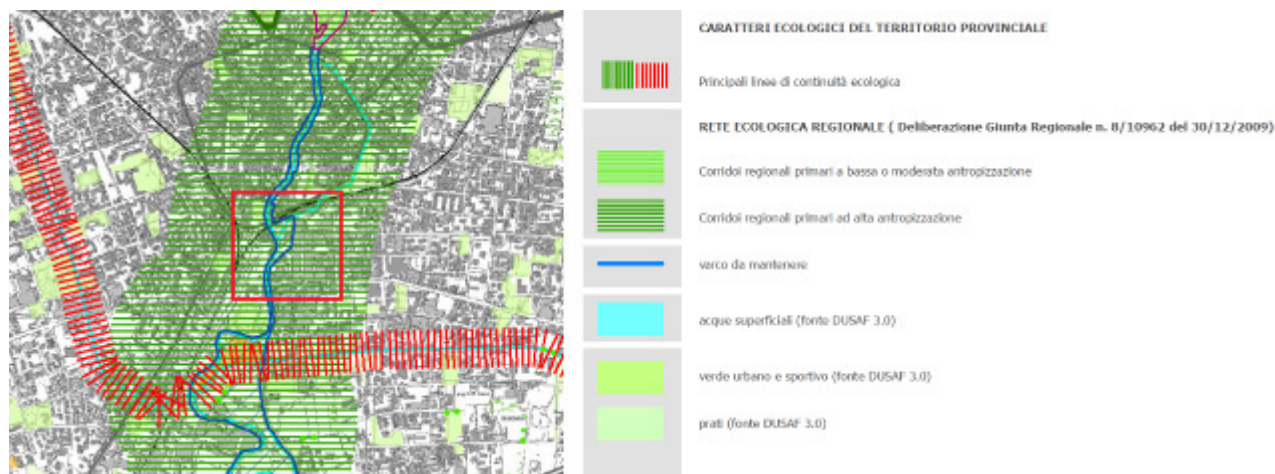 CARATTERI ECOLOGICI DEL TERRITORIO PROVINCIALE
Principali linee di continuità ecologica
RETE ECOLOGICA REGIONALE ( Deliberazione Giunta Regionale n. 8/10962 del 30/12/2009)
Corridoi regionali primari a bassa o moderata antropizzazione
Corridoi regionali primari ad alta antropizzazione
varco da mantenere
acque superficiali (fonte DUSAF 3.0)
verde urbano e sportivo (fonte DUSAF 3.0)
prati (fonte DUSAF 3.0)